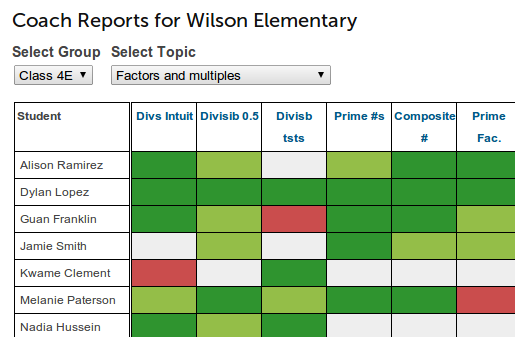 Coach Reports for Wilson Elementary
Select Group Select Topic
Class 4E Factors and multiples
Student Divs Intuit Divisib 0.5 Divisb tsts Prime #s Composite # Prime Fac.
Alison Ramirez
Dylan Lopez
Guan Franklin
Jamie Smith
Kwame Clement
Melanie Paterson
Nadia Hussein